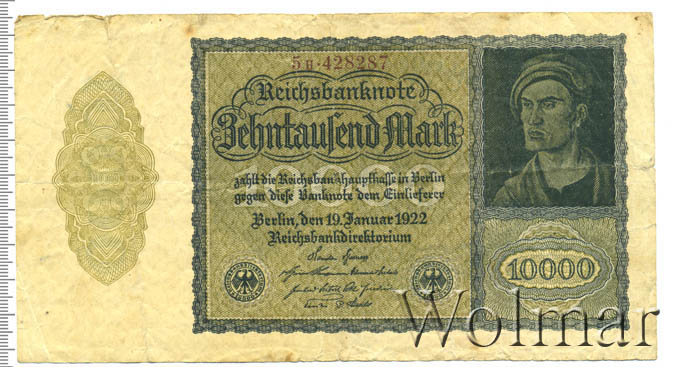 5H·428287
Reichsbanknote
Zehntausend Mark
zahlt die Reichsbankhauptkasse in Berlin
gegen diese Banknote dem Einlieferer
Berlin, den 19. Januar 1922
Reichsbankdirektorium
10000
Wolmar